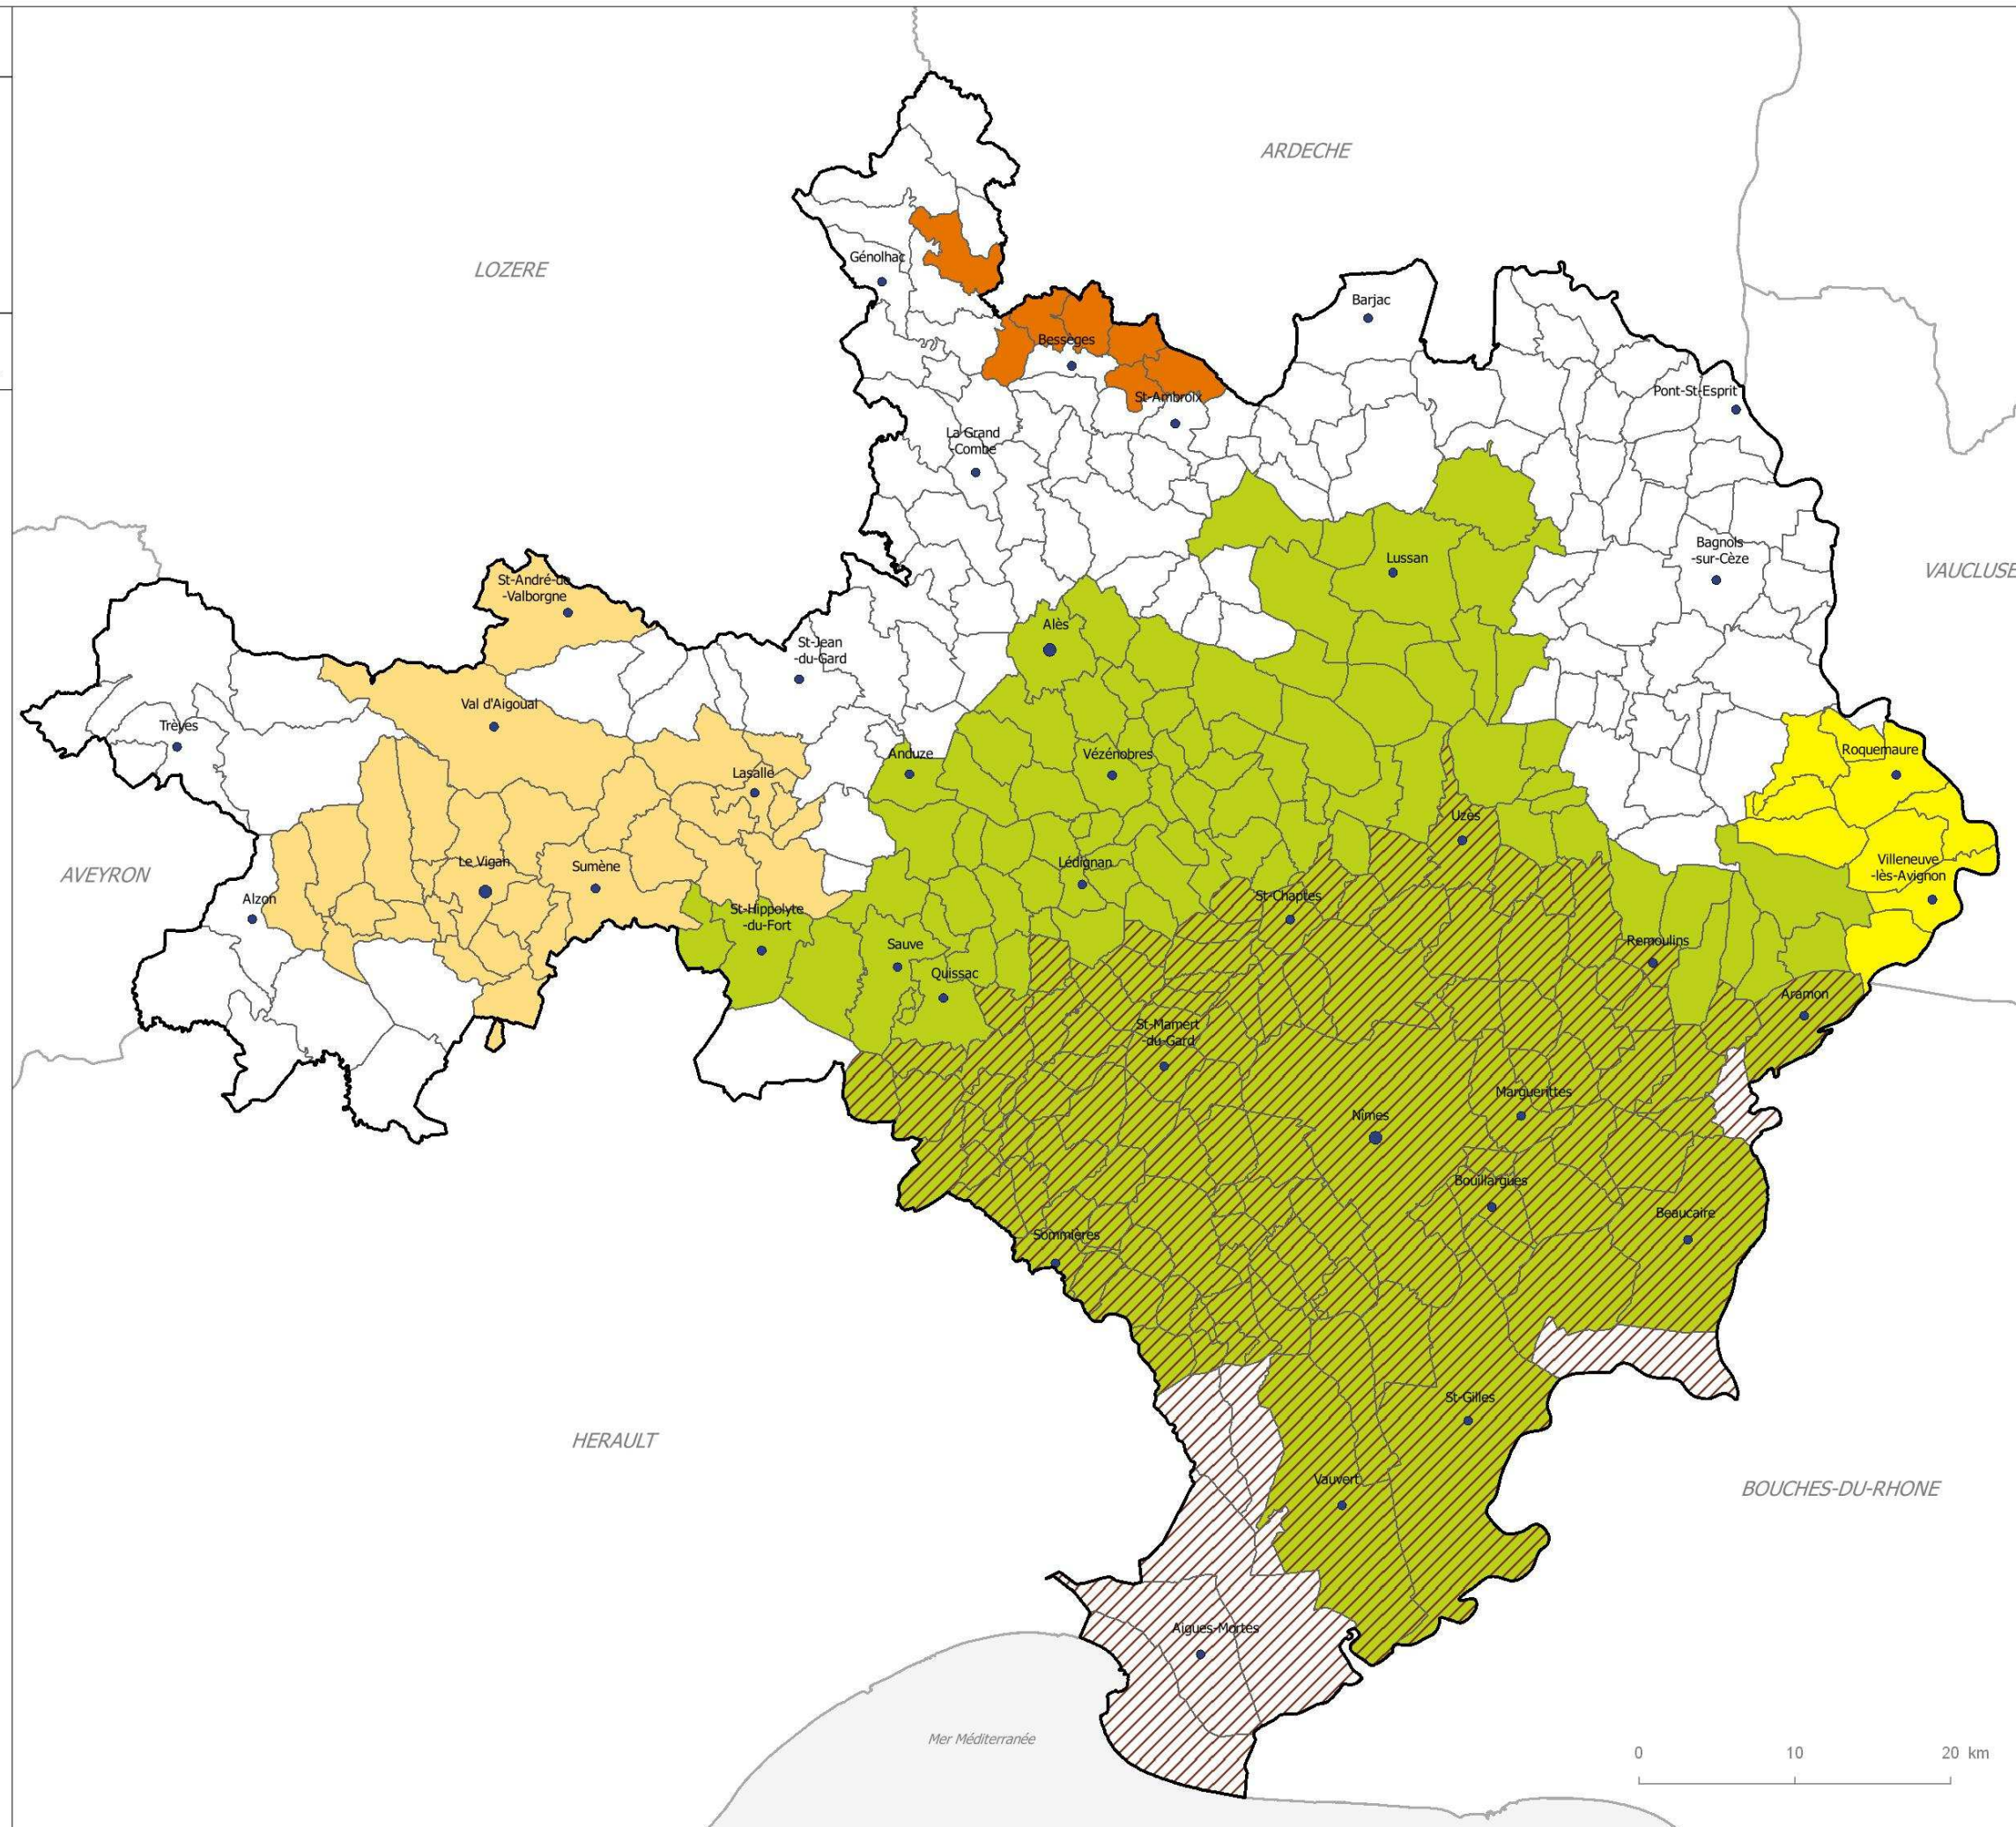 ARDECHE
Génolhac
LOZERE
Barjac
Bessèges
Pont-St-Esprit
St-Ambroix
La Grand
-Combe
Bagnols
-sur-Cèze
Lussan
VAUCLUSE
St-André-de
-Valborgne
Alès
St-Jean
-du-Gard
Val d'Aigoual
Trèves
Roquemaure
Anduze
Vézénobres
Lasalle
Uzès
Le Vigan
Sumène
Lédignan
Villeneuve
-lès-Avignon
AVEYRON
Alzon
St-Chaptes
St-Hippolyte
-du-Fort
Sauve
Remoulins
Quissac
Aramon
St-Mamert
-du-Gard
Marguerittes
Nîmes
Bouillargues
Beaucaire
Sommières
St-Gilles
HERAULT
Vauvert
BOUCHES-DU-RHONE
Aigues-Mortes
Mer Méditerranée
0 10 20 km